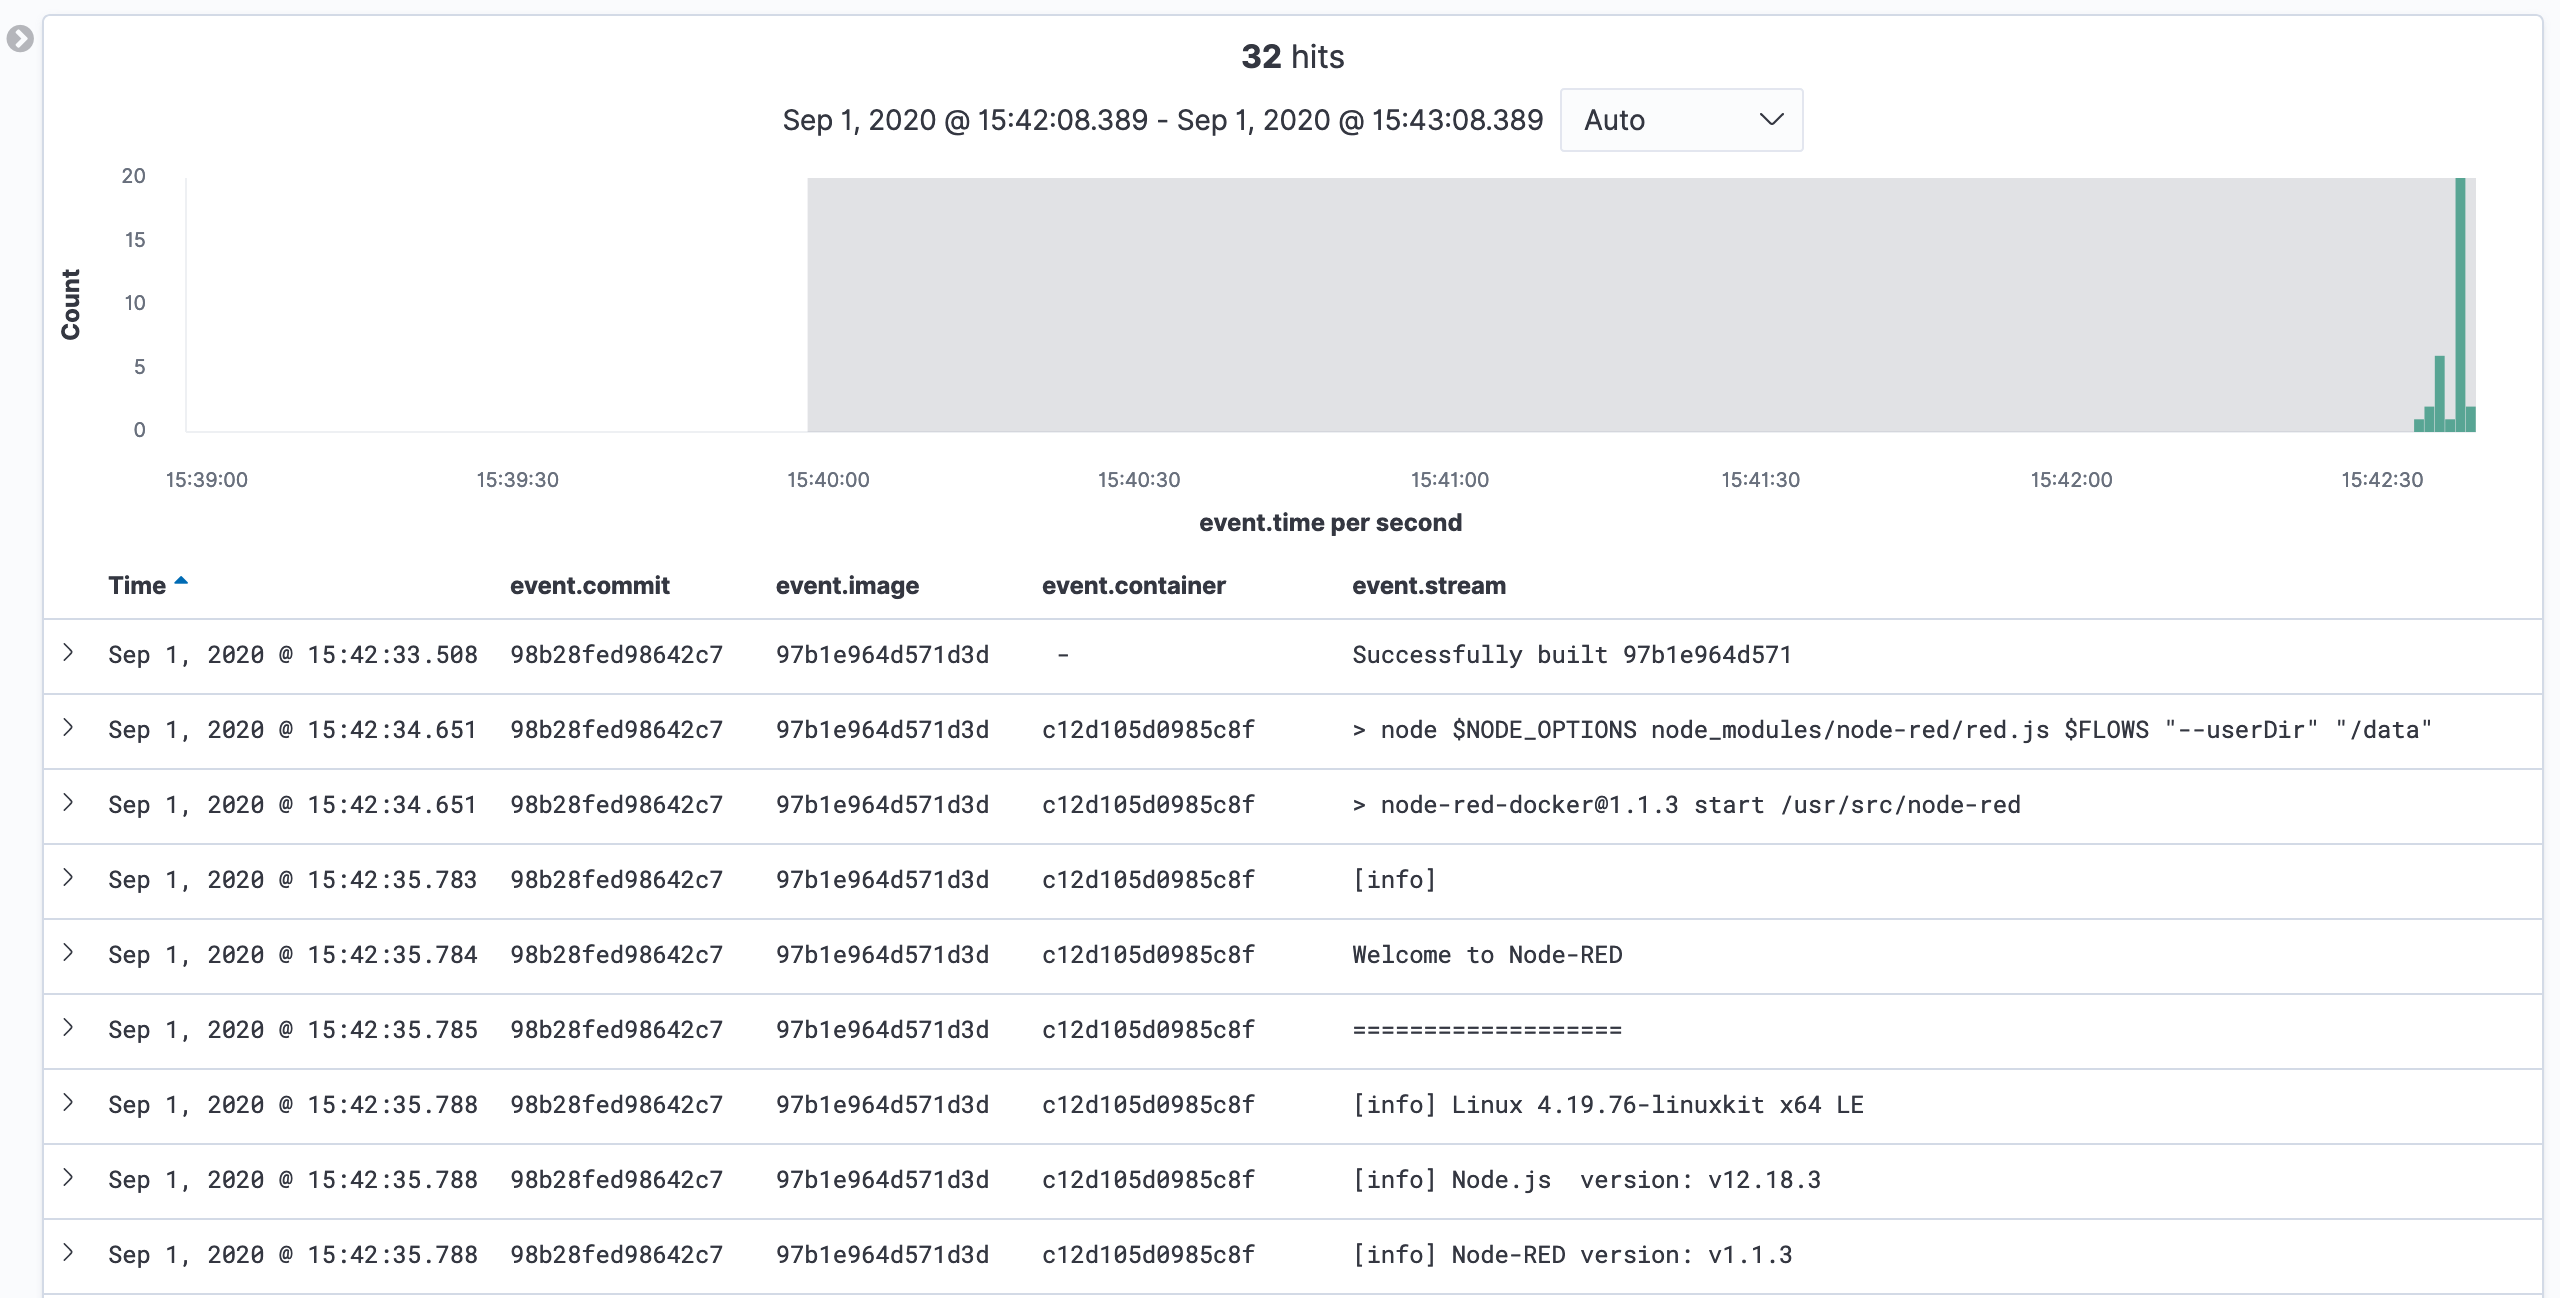 32 hits
Sep 1, 2020 @ 15:42:08.389 - Sep 1, 2020 @ 15:43:08.389 Auto
20
15
10
5
0
Count
15:39:00 15:39:30 15:40:00 15:40:30 15:41:00 15:41:30 15:42:00 15:42:30
event.time per second
Time event.commit event.image event.container event.stream
Sep 1, 2020 @ 15:42:33.508 98b28fed98642c7 97b1e964d571d3d - Successfully built 97b1e964d571
Sep 1, 2020 @ 15:42:34.651 98b28fed98642c7 97b1e964d571d3d c12d105d0985c8f > node $NODE_OPTIONS node_modules/node-red/red.js $FLOWS "--userDir" "/data"
Sep 1, 2020 @ 15:42:34.651 98b28fed98642c7 97b1e964d571d3d c12d105d0985c8f > node-red-docker@1.1.3 start /usr/src/node-red
Sep 1, 2020 @ 15:42:35.783 98b28fed98642c7 97b1e964d571d3d c12d105d0985c8f [info]
Sep 1, 2020 @ 15:42:35.784 98b28fed98642c7 97b1e964d571d3d c12d105d0985c8f Welcome to Node-RED
Sep 1, 2020 @ 15:42:35.785 98b28fed98642c7 97b1e964d571d3d c12d105d0985c8f ===================
Sep 1, 2020 @ 15:42:35.788 98b28fed98642c7 97b1e964d571d3d c12d105d0985c8f [info] Linux 4.19.76-linuxkit x64 LE
Sep 1, 2020 @ 15:42:35.788 98b28fed98642c7 97b1e964d571d3d c12d105d0985c8f [info] Node.js  version: v12.18.3
Sep 1, 2020 @ 15:42:35.788 98b28fed98642c7 97b1e964d571d3d c12d105d0985c8f [info] Node-RED version: v1.1.3